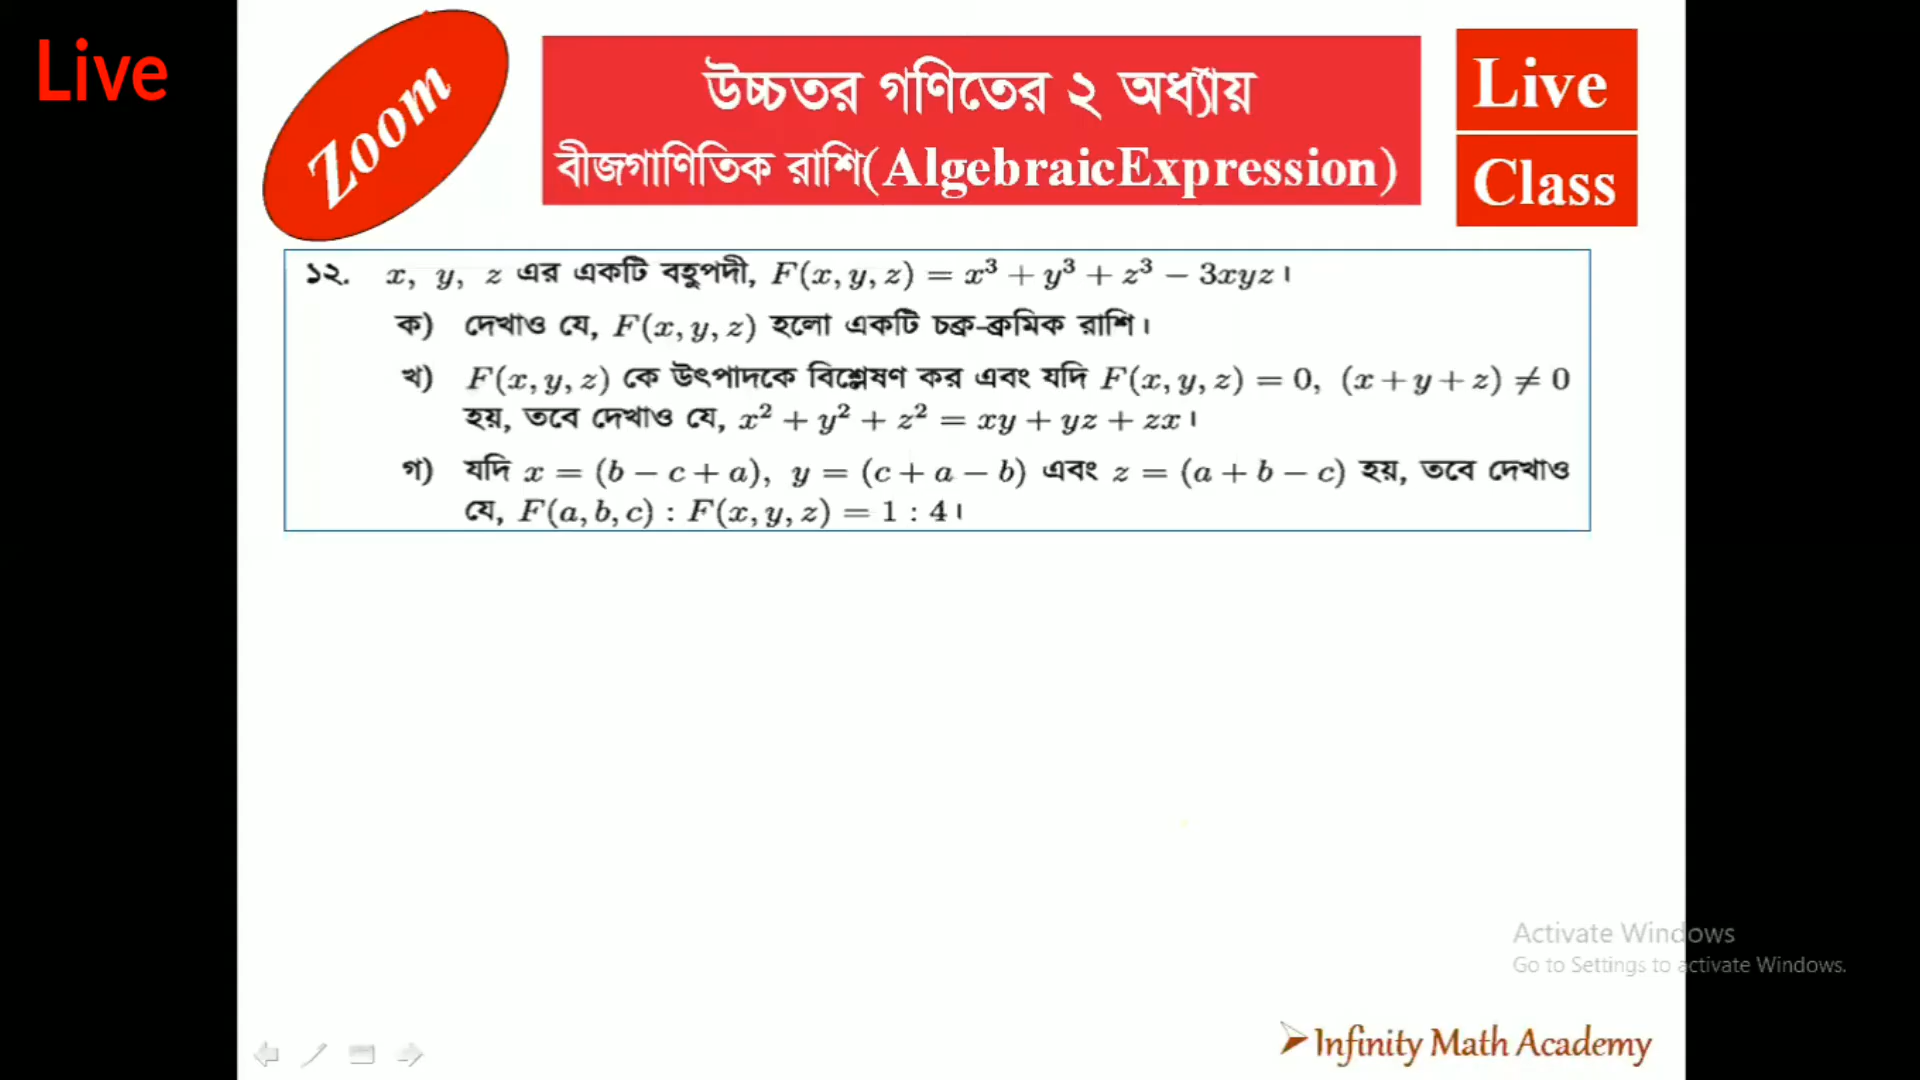 Live
Zoom
উচ্চতর গণিতের ২ অধ্যায়
বীজগাণিতিক রাশি(AlgebraicExpression)
Live
Class
১২. x, y, z এর একটি বহুপদী, F(x, y, z) = x³ + y³ + z³ − 3xyz।
ক) দেখাও যে, F(x, y, z) হলো একটি চক্র-ক্রমিক রাশি।
খ) F(x, y, z) কে উৎপাদকে বিশ্লেষণ কর এবং যদি F(x, y, z) = 0, (x + y + z) ≠ 0
হয়, তবে দেখাও যে, x² + y² + z² = xy + yz + zx।
গ) যদি x = (b − c + a), y = (c + a − b) এবং z = (a + b − c) হয়, তবে দেখাও
যে, F(a, b, c) : F(x, y, z) = 1 : 4।
Activate Windows
Go to Settings to activate Windows.
Infinity Math Academy